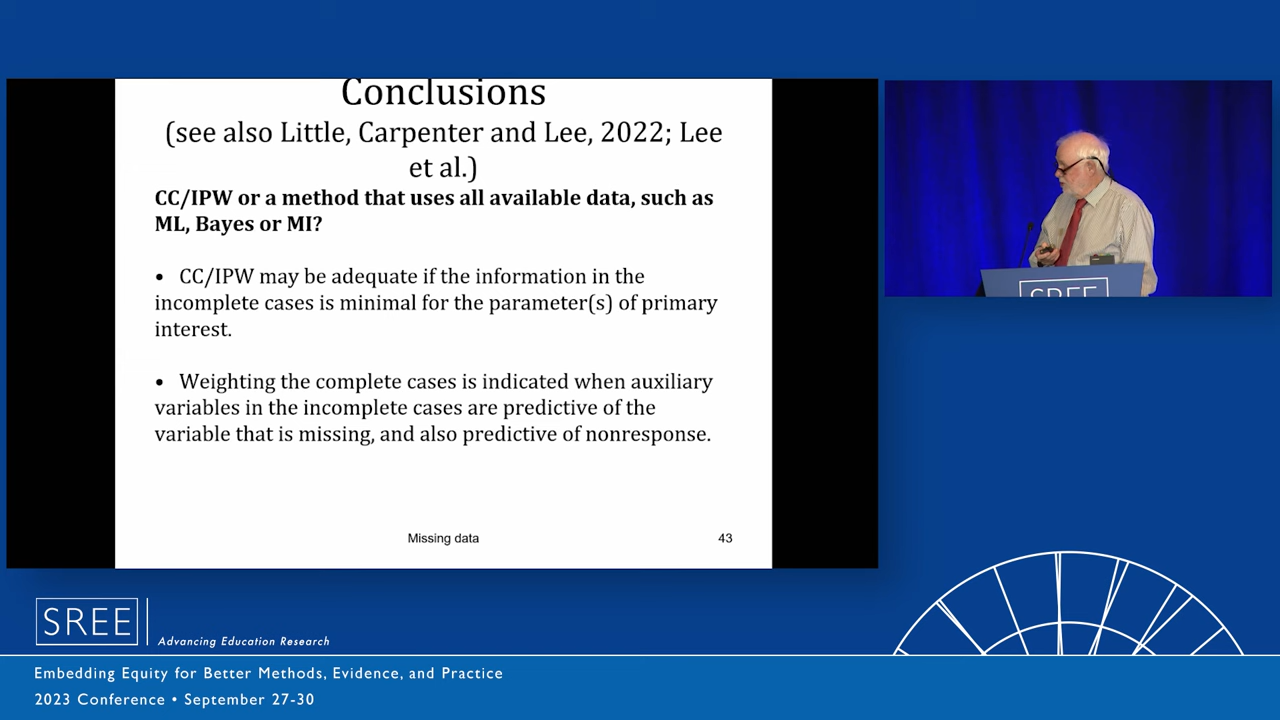 Conclusions
(see also Little, Carpenter and Lee, 2022; Lee
et al.)
CC/IPW or a method that uses all available data, such as
ML, Bayes or MI?
• CC/IPW may be adequate if the information in the
incomplete cases is minimal for the parameter(s) of primary
interest.
• Weighting the complete cases is indicated when auxiliary
variables in the incomplete cases are predictive of the
variable that is missing, and also predictive of nonresponse.
Missing data
43
SREE
SREE
Advancing Education Research
Embedding Equity for Better Methods, Evidence, and Practice
2023 Conference • September 27-30